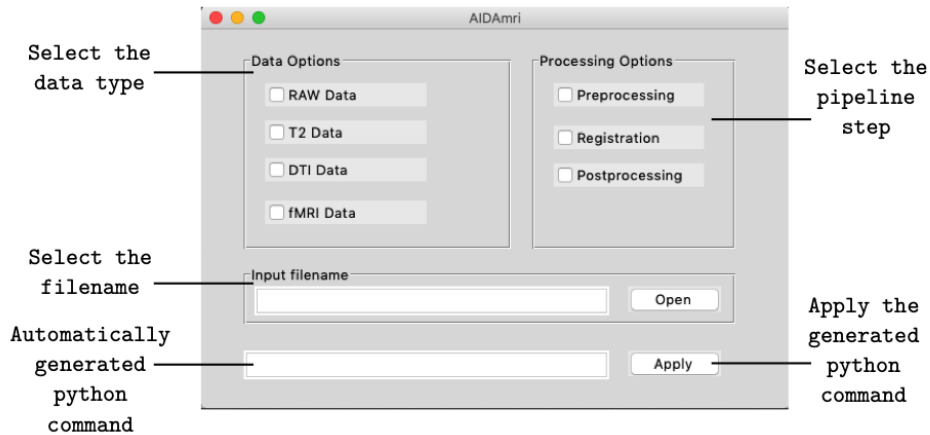 AIDAmri
Select the
data type
Data Options
RAW Data
T2 Data
DTI Data
fMRI Data
Processing Options
Preprocessing
Registration
Postprocessing
Select the
pipeline
step
Select the
filename
Input filename
Open
Automatically
generated
python
command
Apply
Apply the
generated
python
command